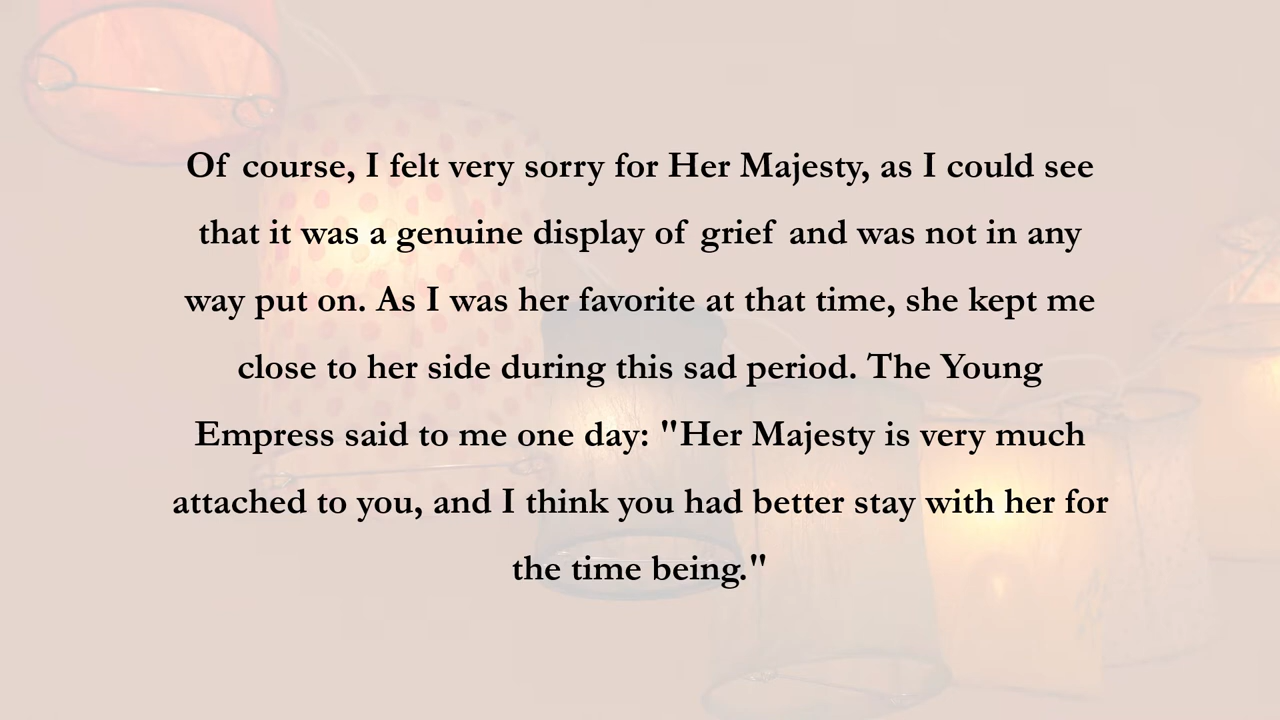 Of course, I felt very sorry for Her Majesty, as I could see
that it was a genuine display of grief and was not in any
way put on. As I was her favorite at that time, she kept me
close to her side during this sad period. The Young
Empress said to me one day: "Her Majesty is very much
attached to you, and I think you had better stay with her for
the time being."